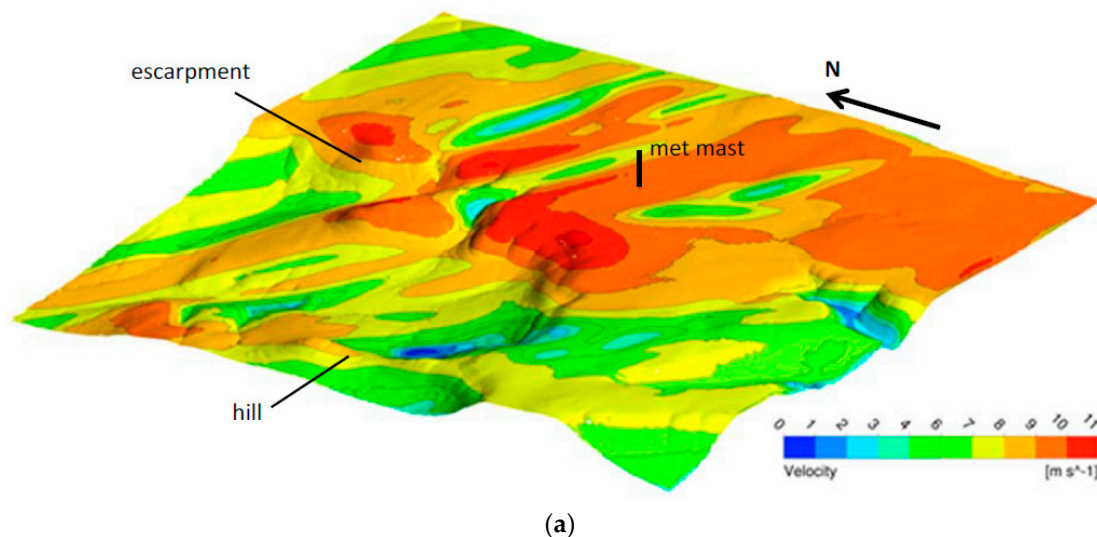 escarpment
N
met mast
hill
0 1 2 3 4 6 7 8 9 10 11
Velocity [m s^-1]
(a)